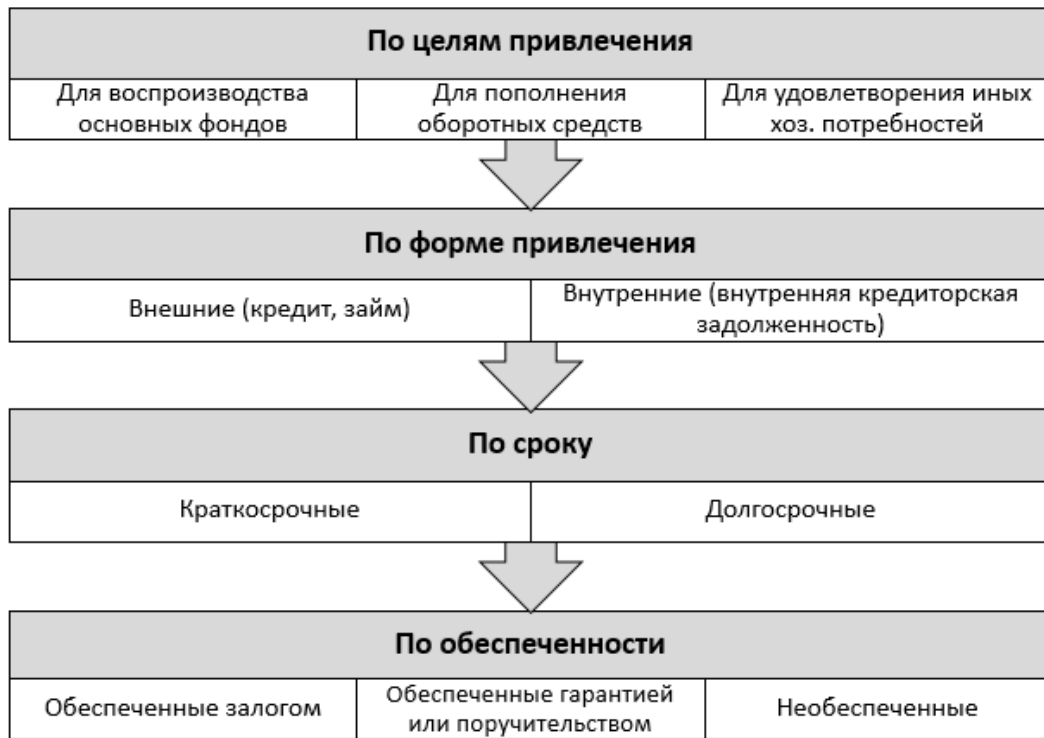 По целям привлечения
Для воспроизводства
основных фондов
Для пополнения
оборотных средств
Для удовлетворения иных
хоз. потребностей
По форме привлечения
Внешние (кредит, займ)
Внутренние (внутренняя кредиторская
задолженность)
По сроку
Краткосрочные
Долгосрочные
По обеспеченности
Обеспеченные залогом
Обеспеченные гарантией
или поручительством
Необеспеченные